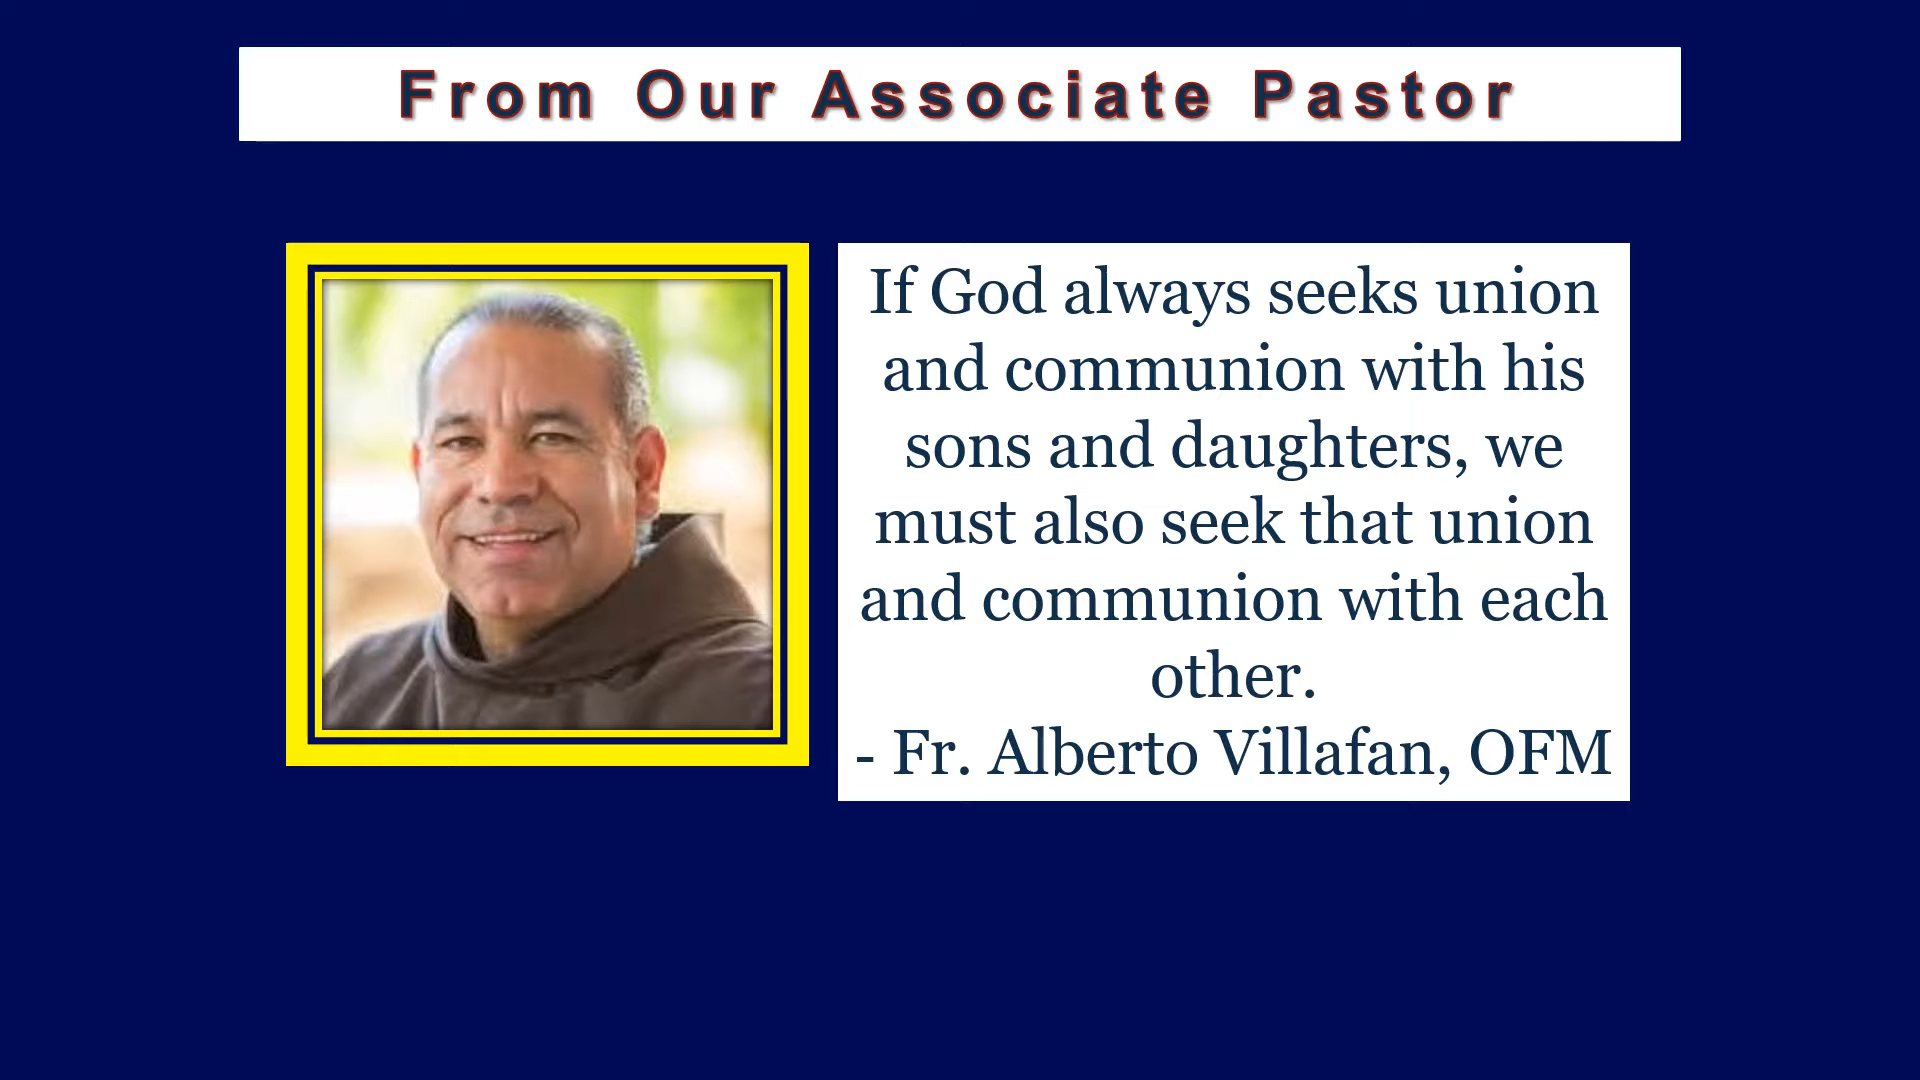 From Our Associate Pastor
If God always seeks union
and communion with his
sons and daughters, we
must also seek that union
and communion with each
other.
- Fr. Alberto Villafan, OFM